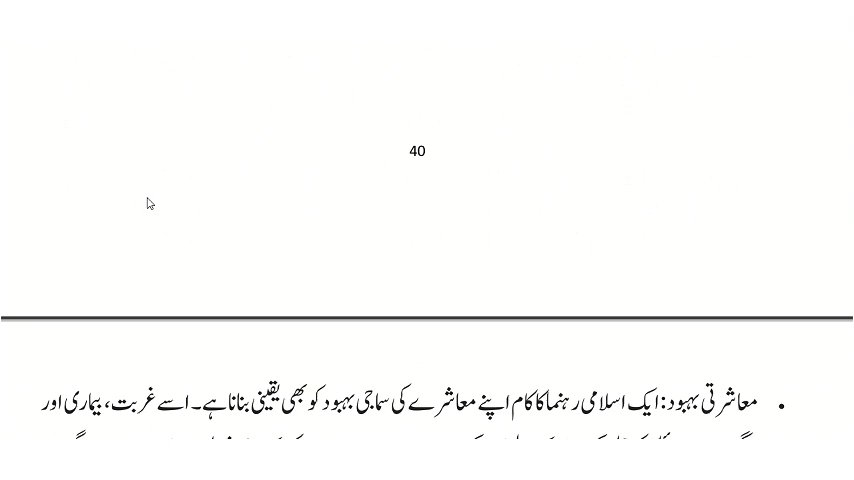 40
• معاشرتی بہبود: ایک اسلامی رہنما کا کام اپنے معاشرے کی سماجی بہبود کو بھی یقینی بنانا ہے۔ اسے غربت، بیماری اور